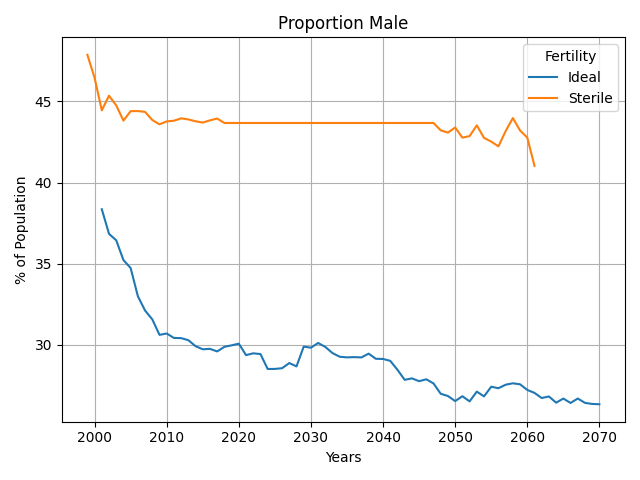 Proportion Male
Fertility
Ideal
Sterile
% of Population
45
40
35
30
2000 2010 2020 2030 2040 2050 2060 2070
Years